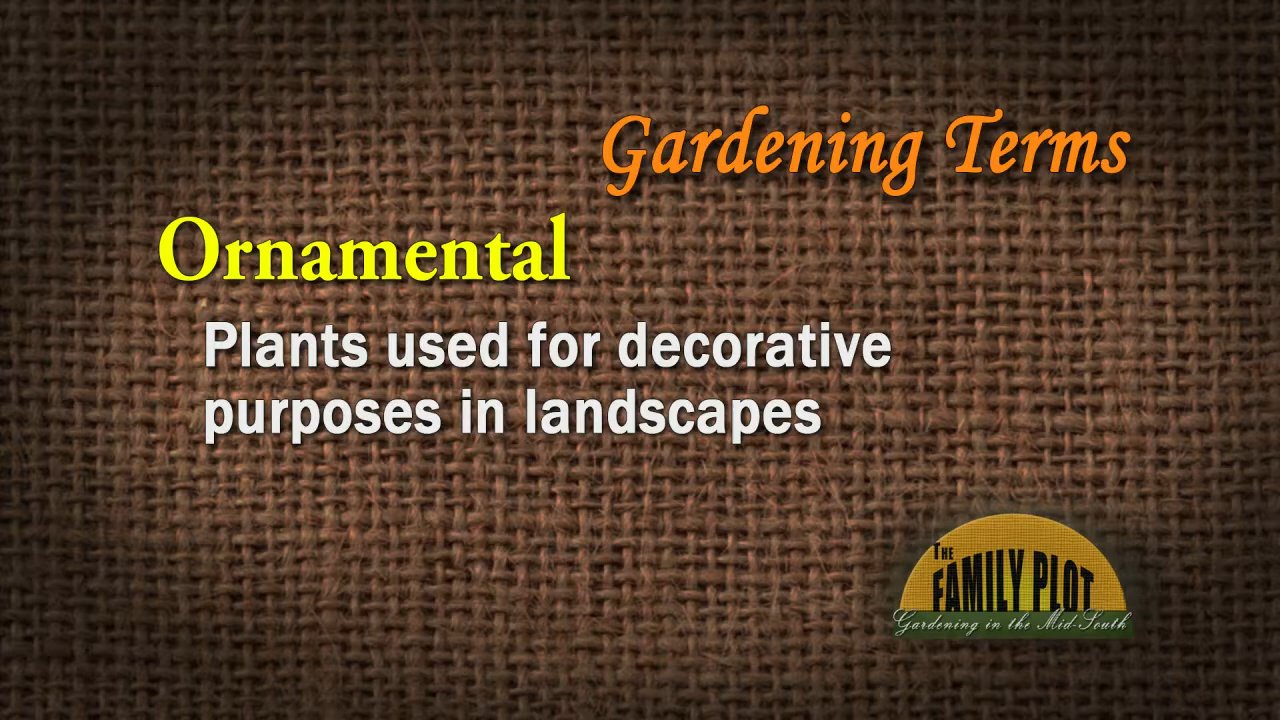 Gardening Terms
Ornamental
Plants used for decorative
purposes in landscapes
THE
FAMILY PLOT
Gardening in the Mid-South